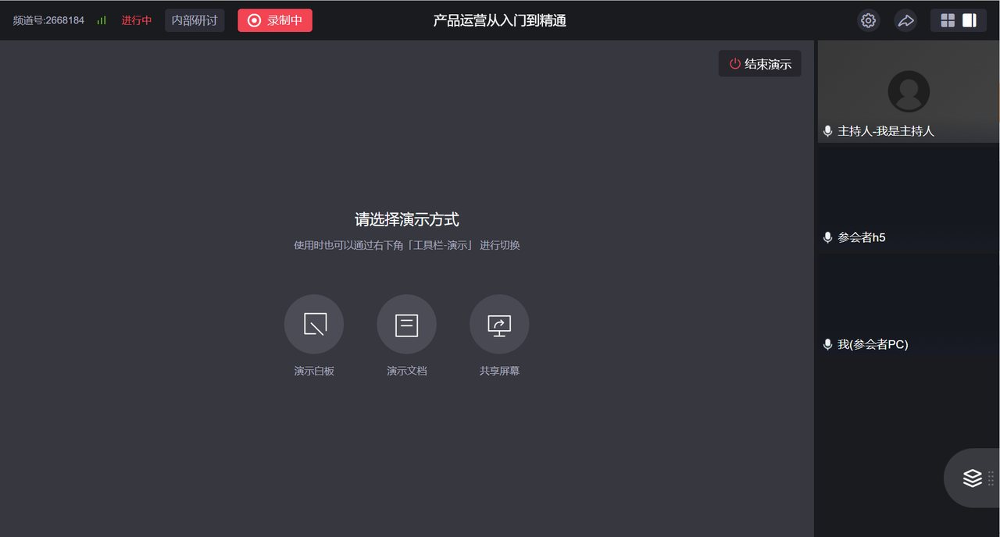 频道号:2668184 进行中 内部研讨 录制中 产品运营从入门到精通
结束演示
主持人-我是主持人
请选择演示方式
参会者h5
使用时也可以通过右下角「工具栏-演示」 进行切换
我(参会者PC)
演示白板 演示文档 共享屏幕